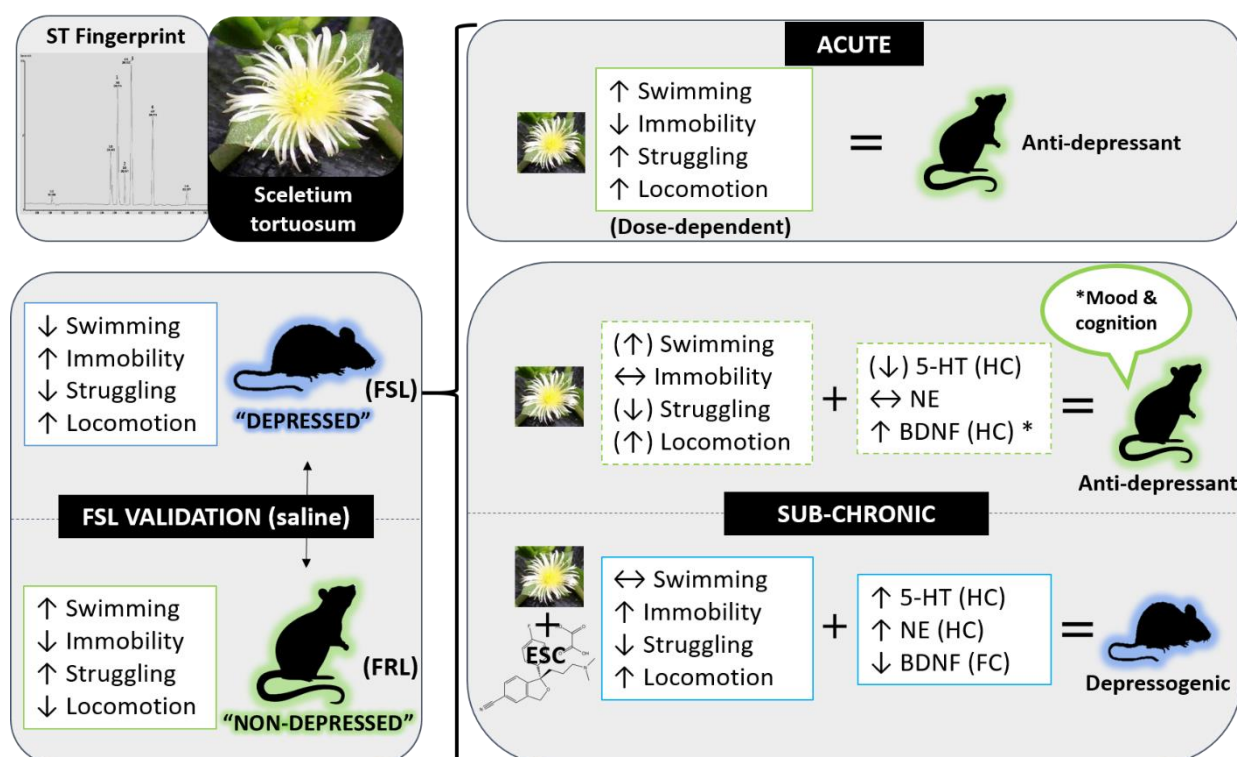 ST Fingerprint
Sceletium
tortuosum
↓ Swimming
↑ Immobility
↓ Struggling
↑ Locomotion
(FSL)
“DEPRESSED”
FSL VALIDATION (saline)
↑ Swimming
↓ Immobility
↑ Struggling
↓ Locomotion
(FRL)
“NON-DEPRESSED”
ACUTE
↑ Swimming
↓ Immobility
↑ Struggling
↑ Locomotion
(Dose-dependent)
=
Anti-depressant
(↑) Swimming
↔ Immobility
(↓) Struggling
(↑) Locomotion
+
(↓) 5-HT (HC)
↔ NE
↑ BDNF (HC) *
=
*Mood &
cognition
Anti-depressant
SUB-CHRONIC
+
ESC
↔ Swimming
↑ Immobility
↓ Struggling
↑ Locomotion
+
↑ 5-HT (HC)
↑ NE (HC)
↓ BDNF (FC)
=
Depressogenic